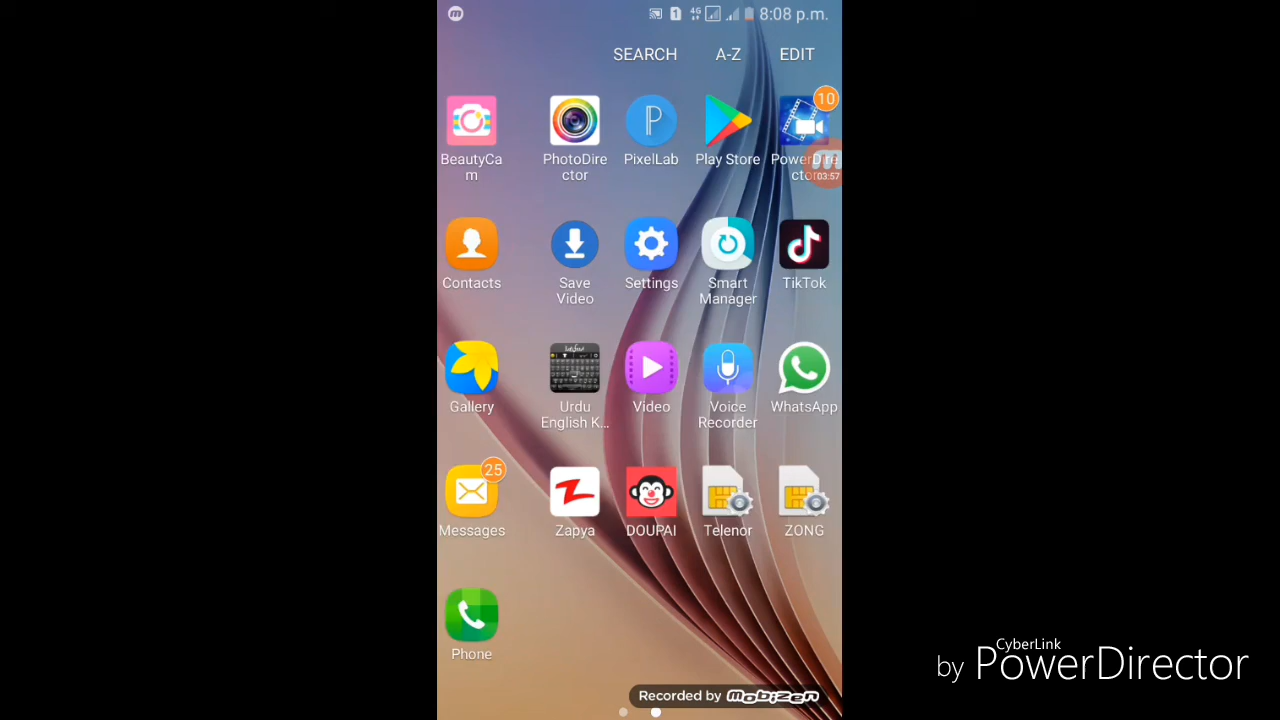 8:08 p.m.
SEARCH A-Z EDIT
10
BeautyCa
m
PhotoDire
ctor
PixelLab
Play Store
PowerDire
ctor
03:57
Contacts
Save
Video
Settings
Smart
Manager
TikTok
Gallery
Urdu
English K...
Video
Voice
Recorder
WhatsApp
25
Messages
Zapya
DOUPAI
Telenor
ZONG
Phone
Recorded by Mobizen
CyberLink
by PowerDirector